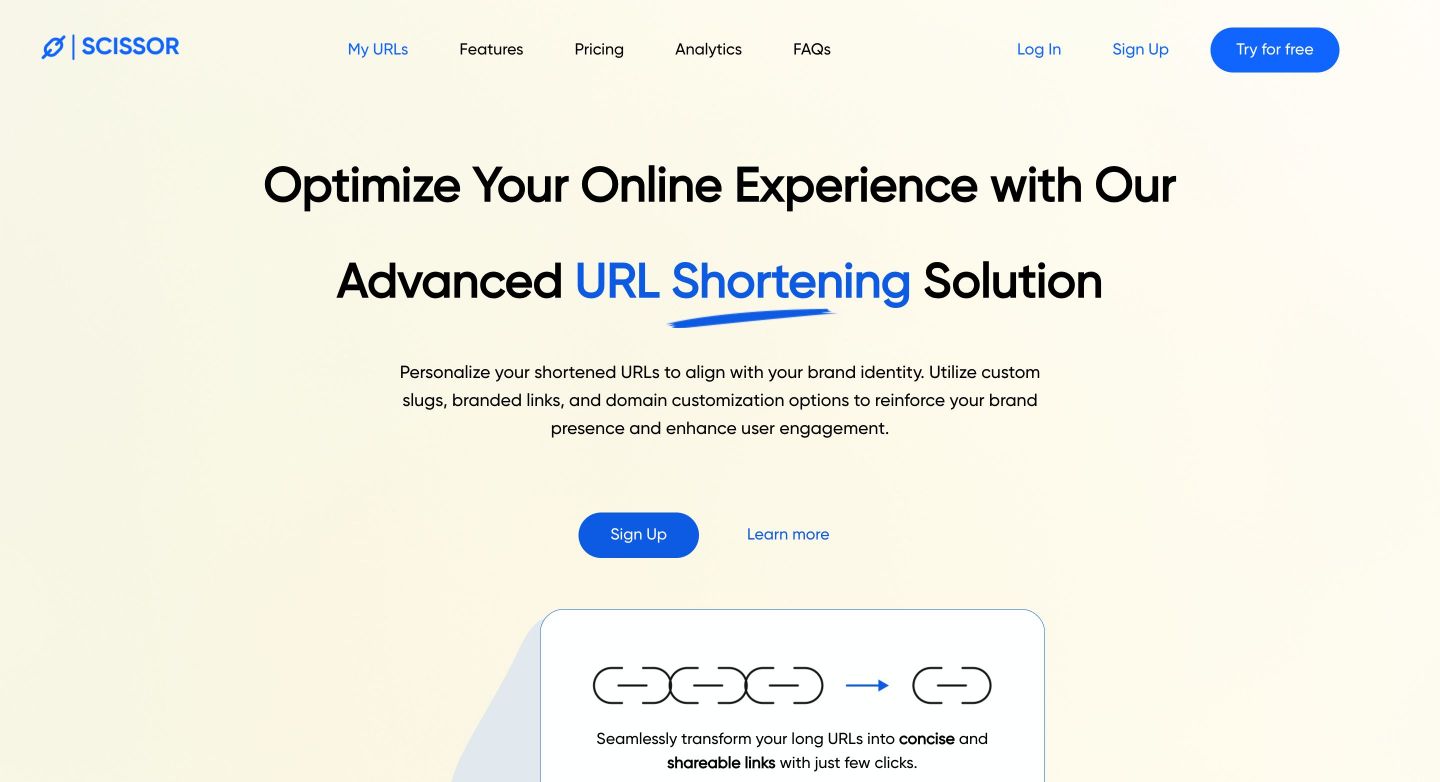 SCISSOR
My URLs
Features
Pricing
Analytics
FAQs
Log In
Sign Up
Try for free
Optimize Your Online Experience with Our
Advanced URL Shortening Solution
Personalize your shortened URLs to align with your brand identity. Utilize custom
slugs, branded links, and domain customization options to reinforce your brand
presence and enhance user engagement.
Sign Up
Learn more
Seamlessly transform your long URLs into concise and
shareable links with just few clicks.